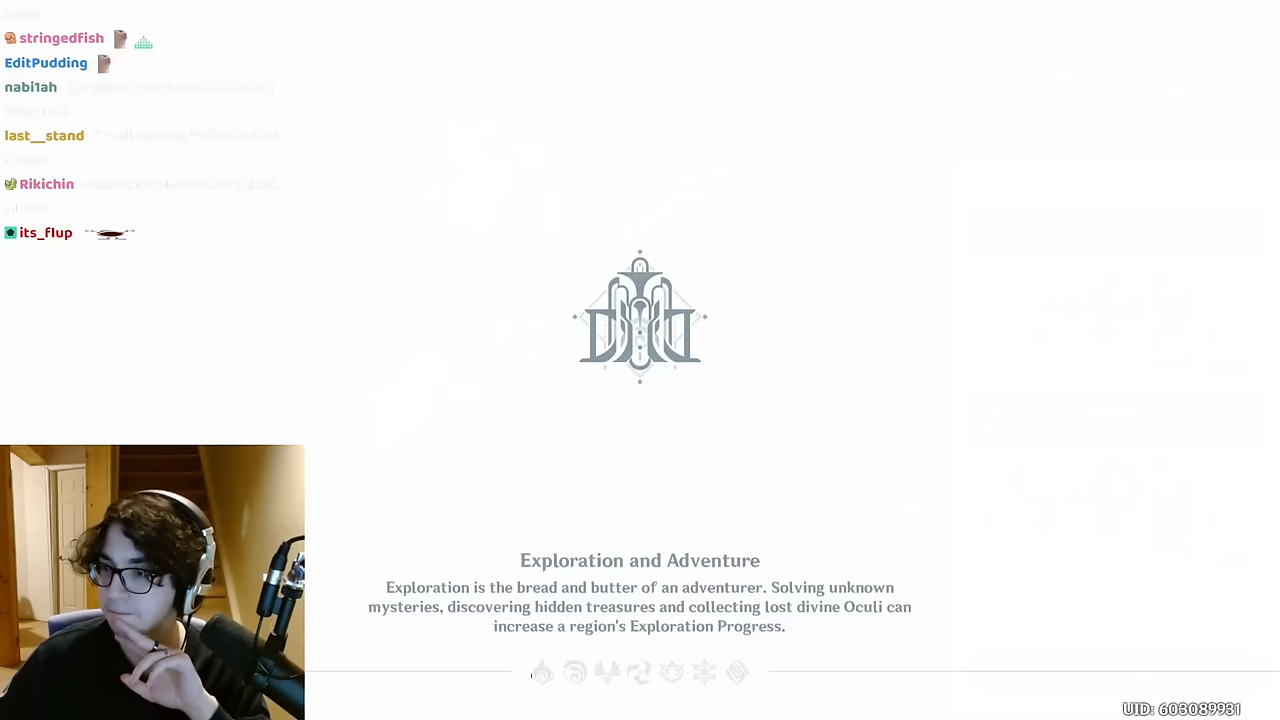 stringedfish
EditPudding
nabi1ah
last__stand
Rikichin
its_flup
Exploration and Adventure
Exploration is the bread and butter of an adventurer. Solving unknown
mysteries, discovering hidden treasures and collecting lost divine Oculi can
increase a region's Exploration Progress.
UID: 603089931